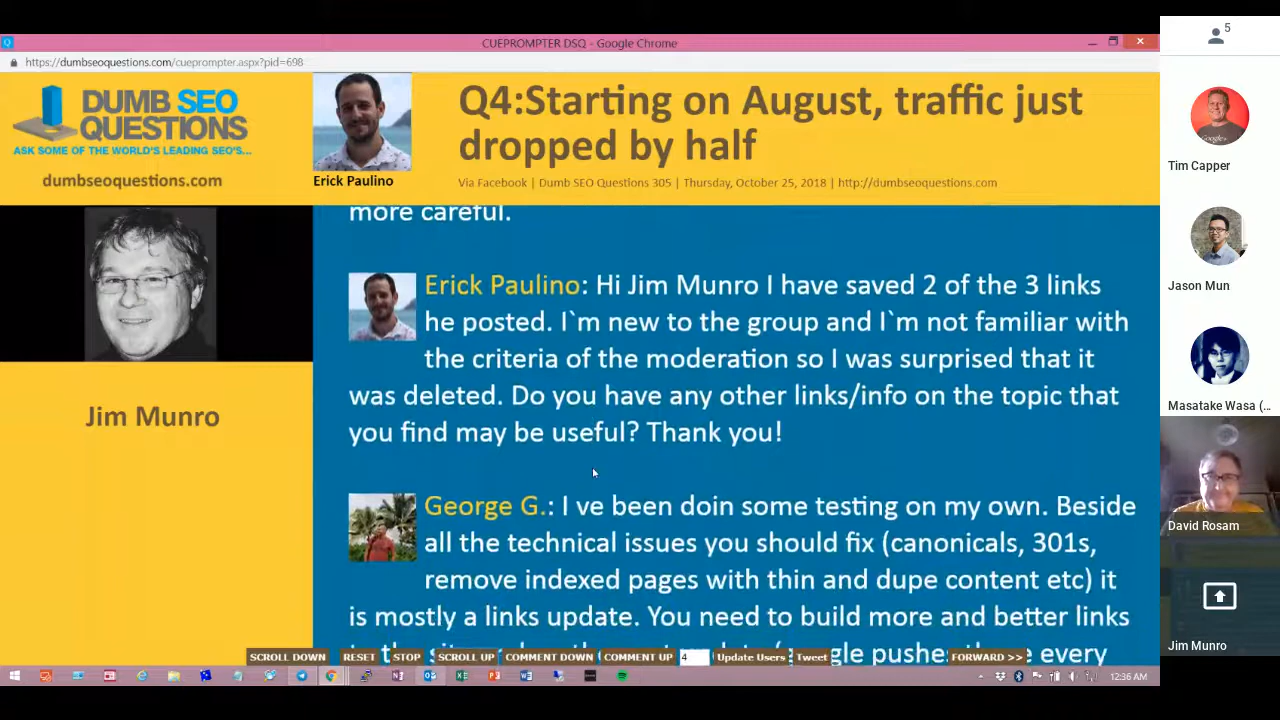 CUEPROMPTER DSQ - Google Chrome
https://dumbseoquestions.com/cueprompter.aspx?pid=698
DUMB SEO
QUESTIONS
ASK SOME OF THE WORLD'S LEADING SEO'S...
dumbseoquestions.com
Erick Paulino
Q4:Starting on August, traffic just
dropped by half
Via Facebook | Dumb SEO Questions 305 | Thursday, October 25, 2018 | http://dumbseoquestions.com
Jim Munro
more careful.
Erick Paulino: Hi Jim Munro I have saved 2 of the 3 links
he posted. I`m new to the group and I`m not familiar with
the criteria of the moderation so I was surprised that it
was deleted. Do you have any other links/info on the topic that
you find may be useful? Thank you!
George G.: I ve been doin some testing on my own. Beside
all the technical issues you should fix (canonicals, 301s,
remove indexed pages with thin and dupe content etc) it
is mostly a links update. You need to build more and better links
every
SCROLL DOWN
RESET
STOP
SCROLL UP
COMMENT DOWN
COMMENT UP
4
Update Users
Tweet
FORWARD >>
12:36 AM
5
Google
Tim Capper
Jason Mun
Masatake Wasa (...
David Rosam
Jim Munro